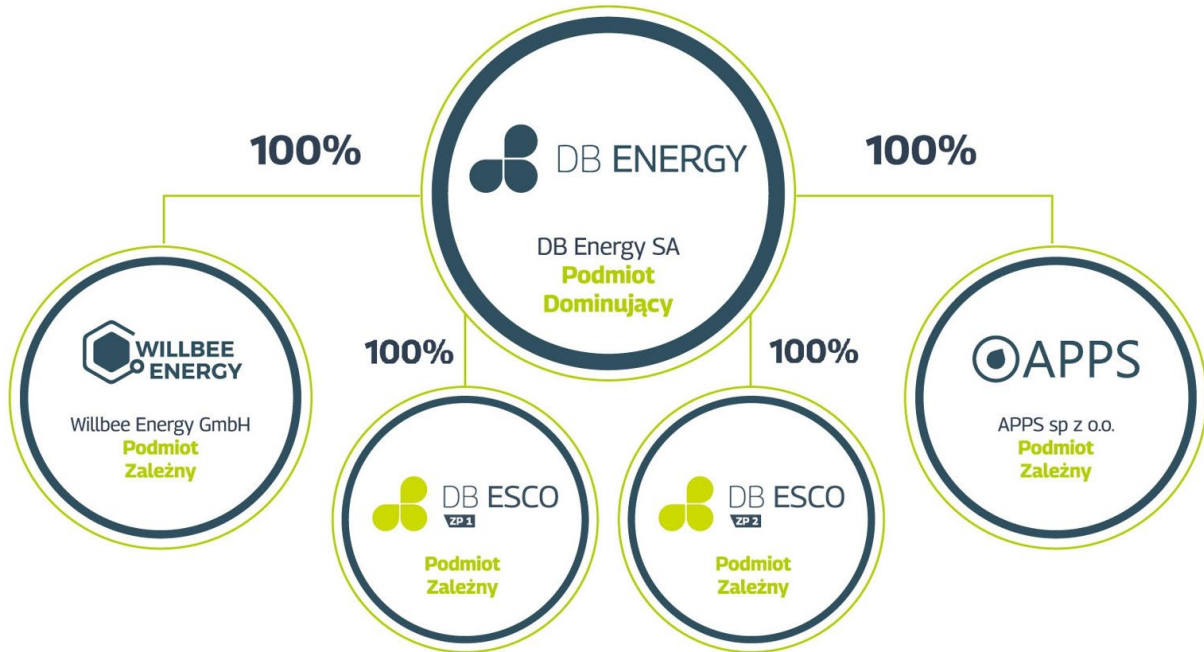 100%
100%
DB ENERGY
DB Energy SA
Podmiot
Dominujący
100%
100%
WILLBEE
ENERGY
Willbee Energy GmbH
Podmiot
Zależny
DB ESCO
ZP 1
Podmiot
Zależny
DB ESCO
ZP 2
Podmiot
Zależny
APPS
APPS sp z o.o.
Podmiot
Zależny